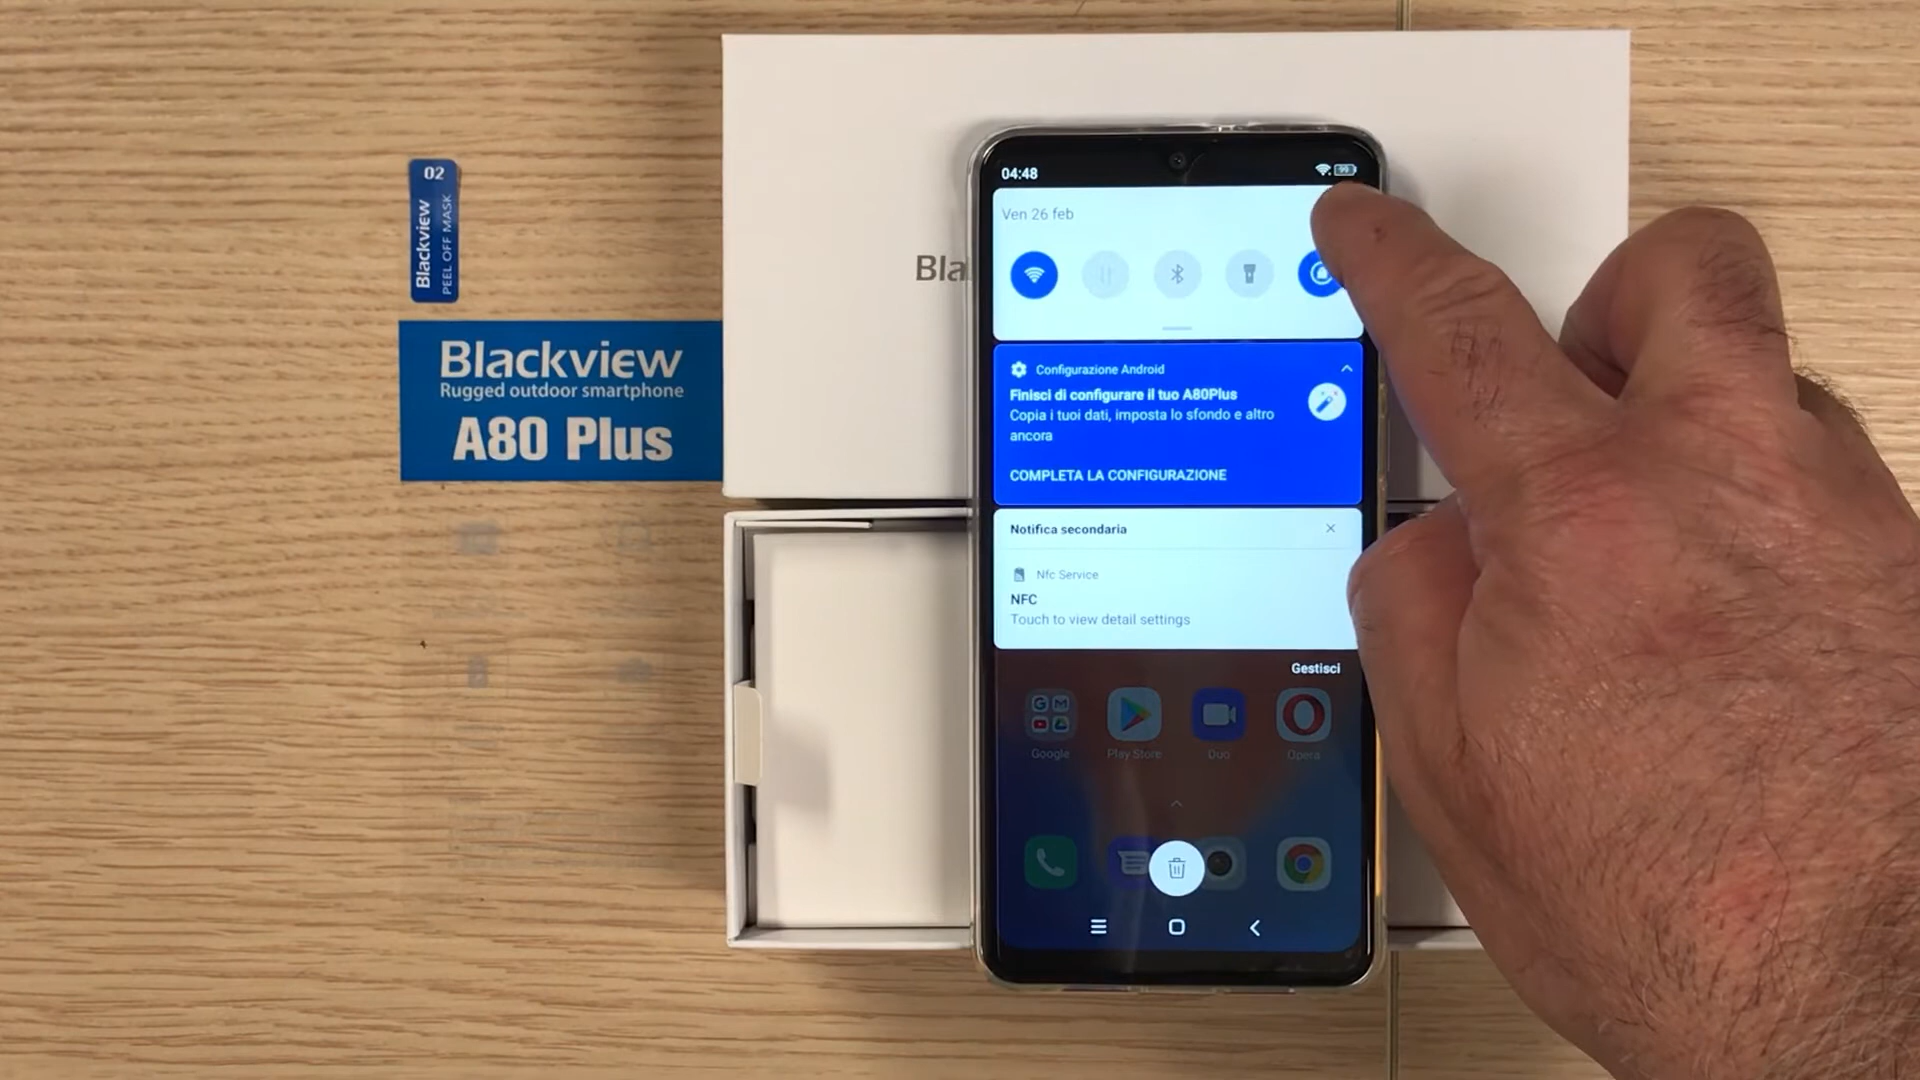 02
Blackview
PEEL OFF MASK
Blackview
Rugged outdoor smartphone
A80 Plus
Bla
04:48
99
Ven 26 feb
Configurazione Android
Finisci di configurare il tuo A80Plus
Copia i tuoi dati, imposta lo sfondo e altro
ancora
COMPLETA LA CONFIGURAZIONE
Notifica secondaria
Nfc Service
NFC
Touch to view detail settings
Gestisci
Google
Play Store
Duo
Opera